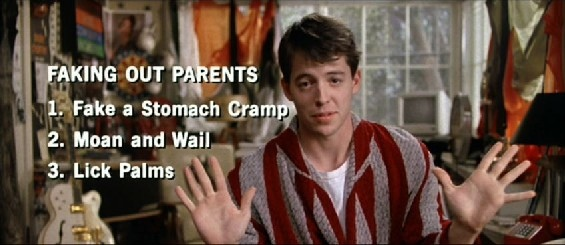 FAKING OUT PARENTS
1. Fake a Stomach Cramp
2. Moan and Wail
3. Lick Palms